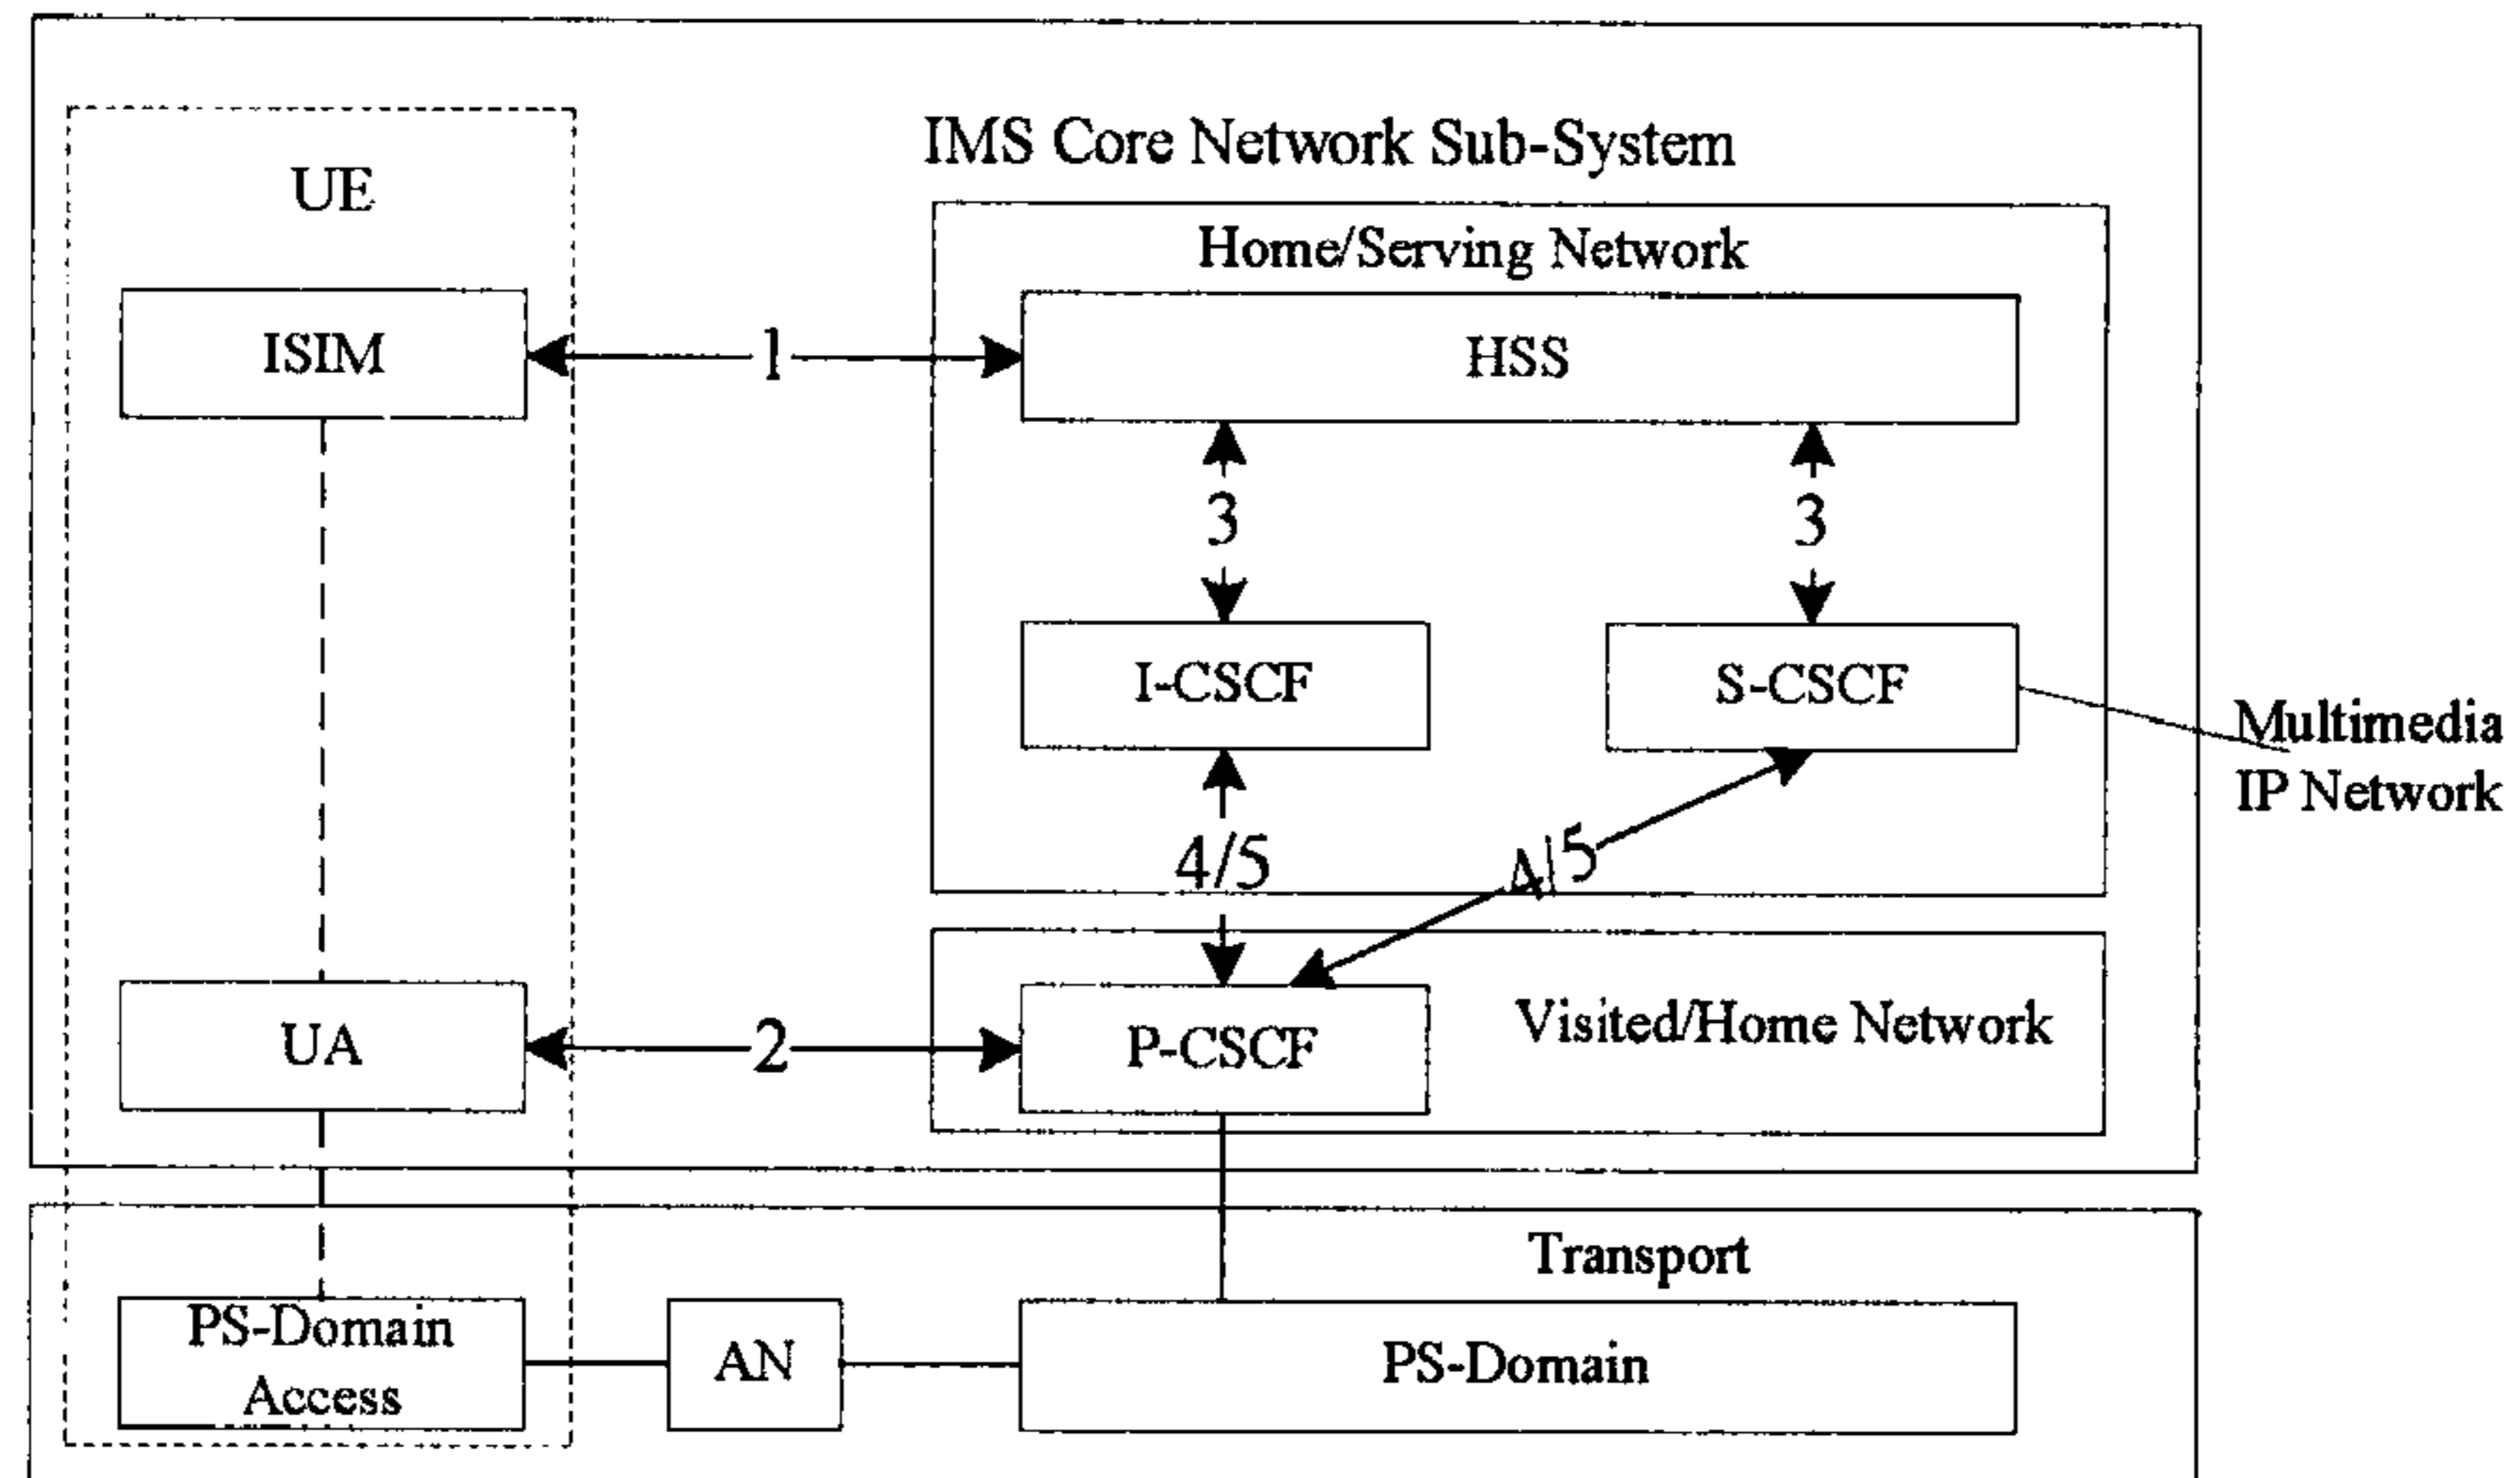 IMS Core Network Sub-System
UE
Home/Serving Network
ISIM
1
HSS
3
3
I-CSCF
S-CSCF
Multimedia
IP Network
4/5
4/5
UA
2
P-CSCF
Visited/Home Network
Transport
PS-Domain
Access
AN
PS-Domain